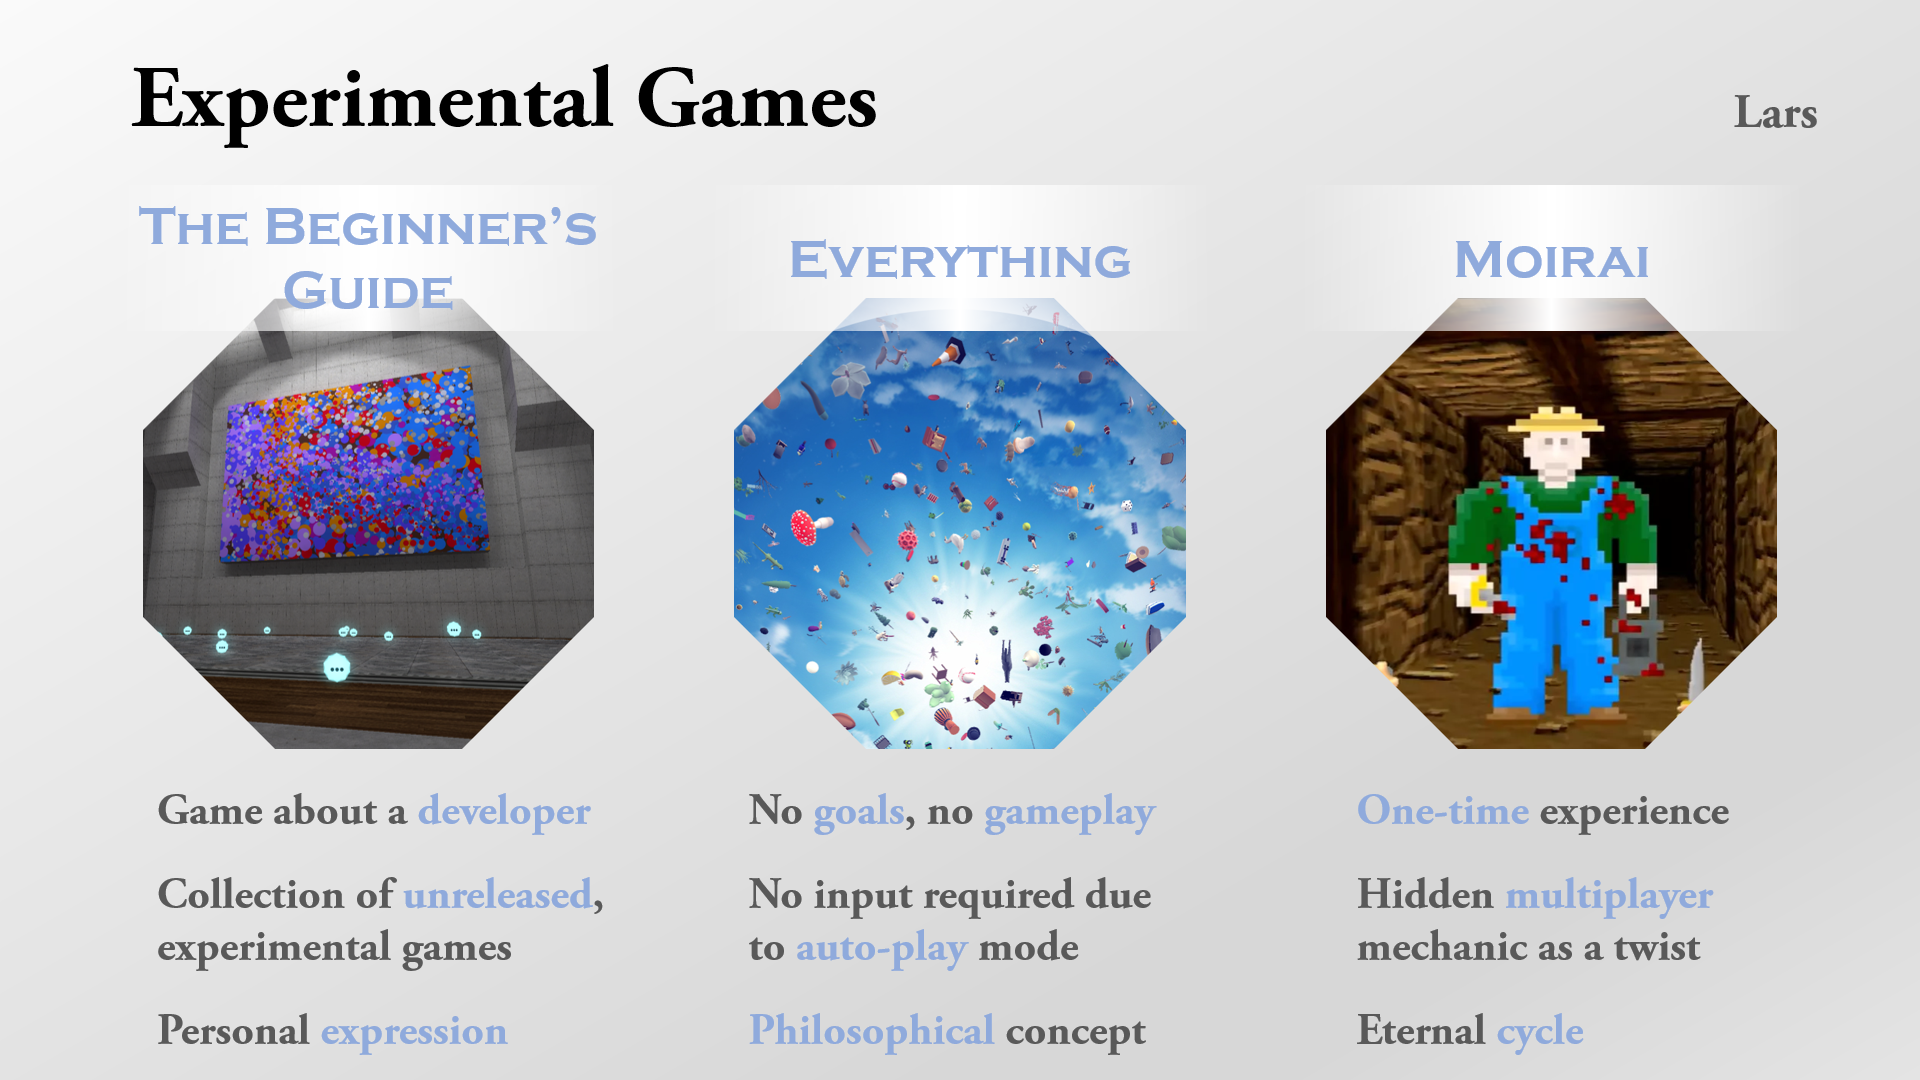 Experimental Games
Lars
The Beginner’s
Guide
Everything
Moirai
Game about a developer
Collection of unreleased,
experimental games
Personal expression
No goals, no gameplay
No input required due
to auto-play mode
Philosophical concept
One-time experience
Hidden multiplayer
mechanic as a twist
Eternal cycle